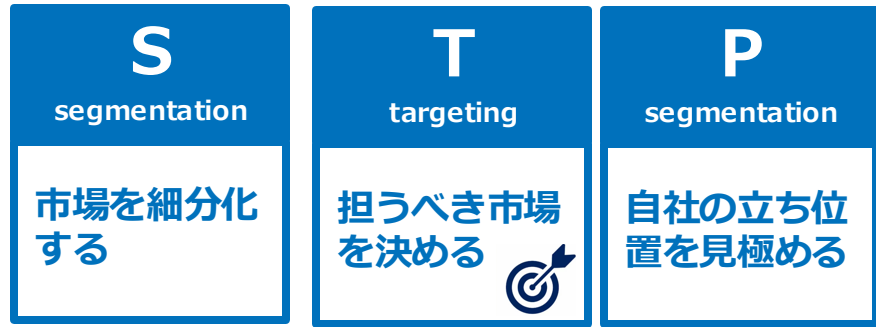 S
segmentation
市場を細分化
する
T
targeting
担うべき市場
を決める
P
segmentation
自社の立ち位
置を見極める